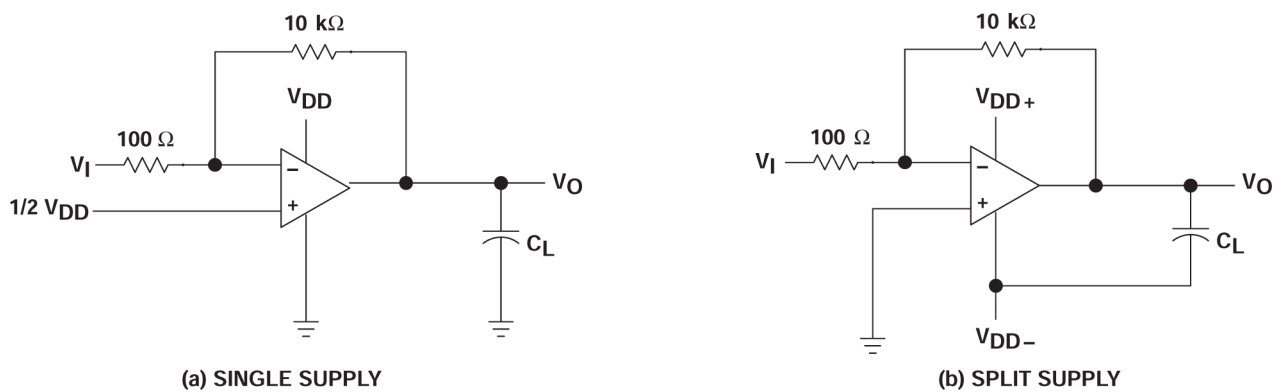 10 kΩ
VDD
100 Ω
VI
−
+
1/2 VDD
VO
CL
(a) SINGLE SUPPLY
10 kΩ
VDD+
100 Ω
VI
−
+
VO
CL
VDD−
(b) SPLIT SUPPLY